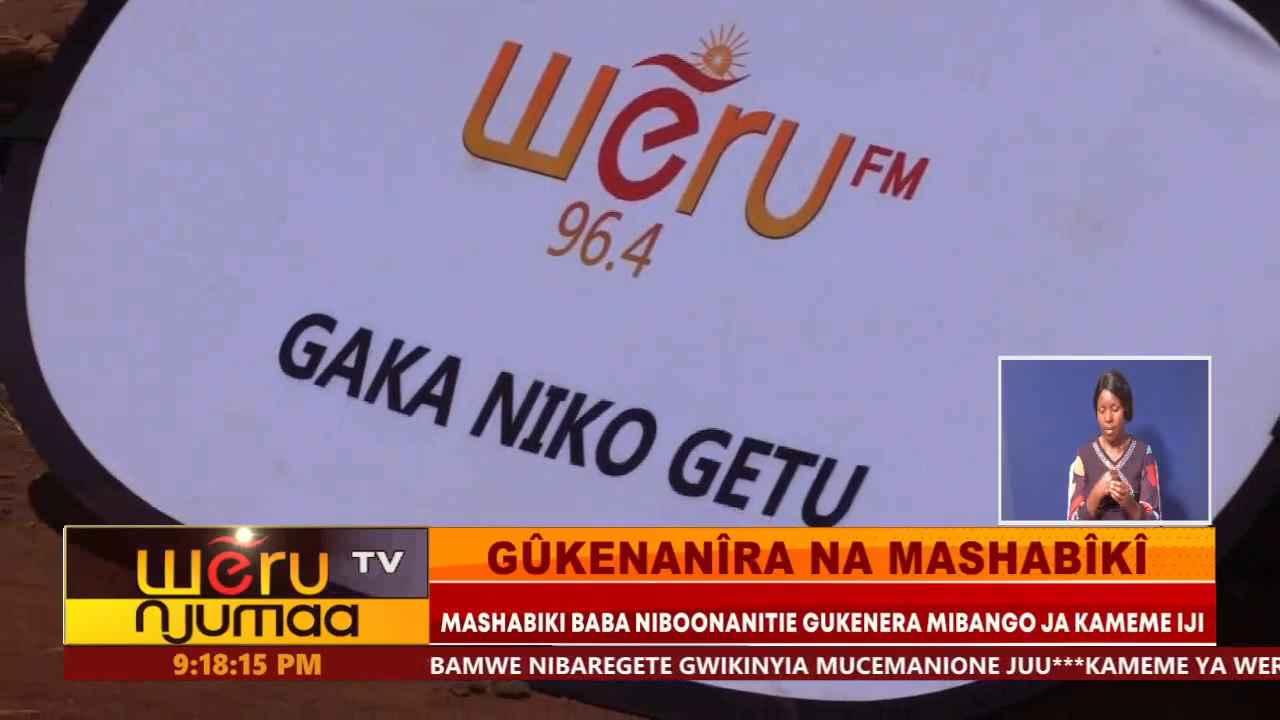 Wĕru FM
96.4
GAKA NIKO GETU
Wĕru TV
NJUMAA
GÛKENANÎRA NA MASHABÎKÎ
MASHABIKI BABA NIBOONANITIE GUKENERA MIBANGO JA KAMEME IJI
9:18:15 PM
BAMWE NIBAREGETE GWIKINYIA MUCEMANIONE JUU***KAMEME YA WER